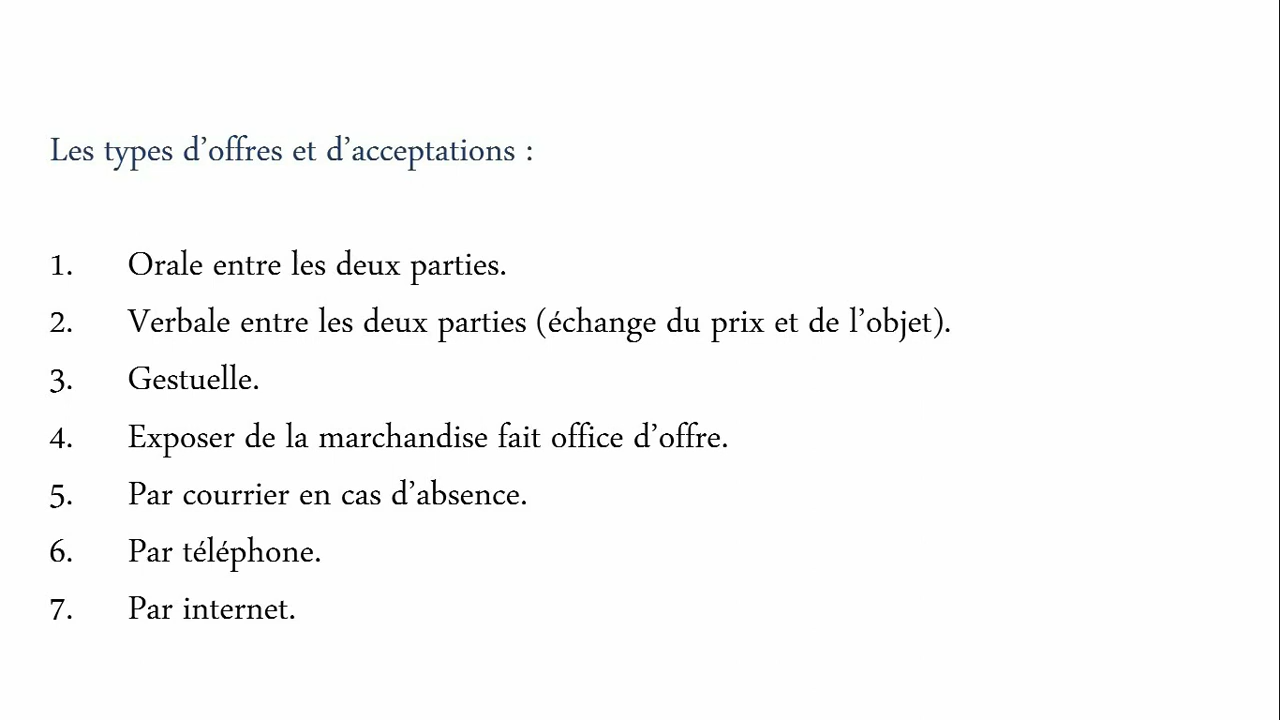 Les types d’offres et d’acceptations :
1. Orale entre les deux parties.
2. Verbale entre les deux parties (échange du prix et de l’objet).
3. Gestuelle.
4. Exposer de la marchandise fait office d’offre.
5. Par courrier en cas d’absence.
6. Par téléphone.
7. Par internet.